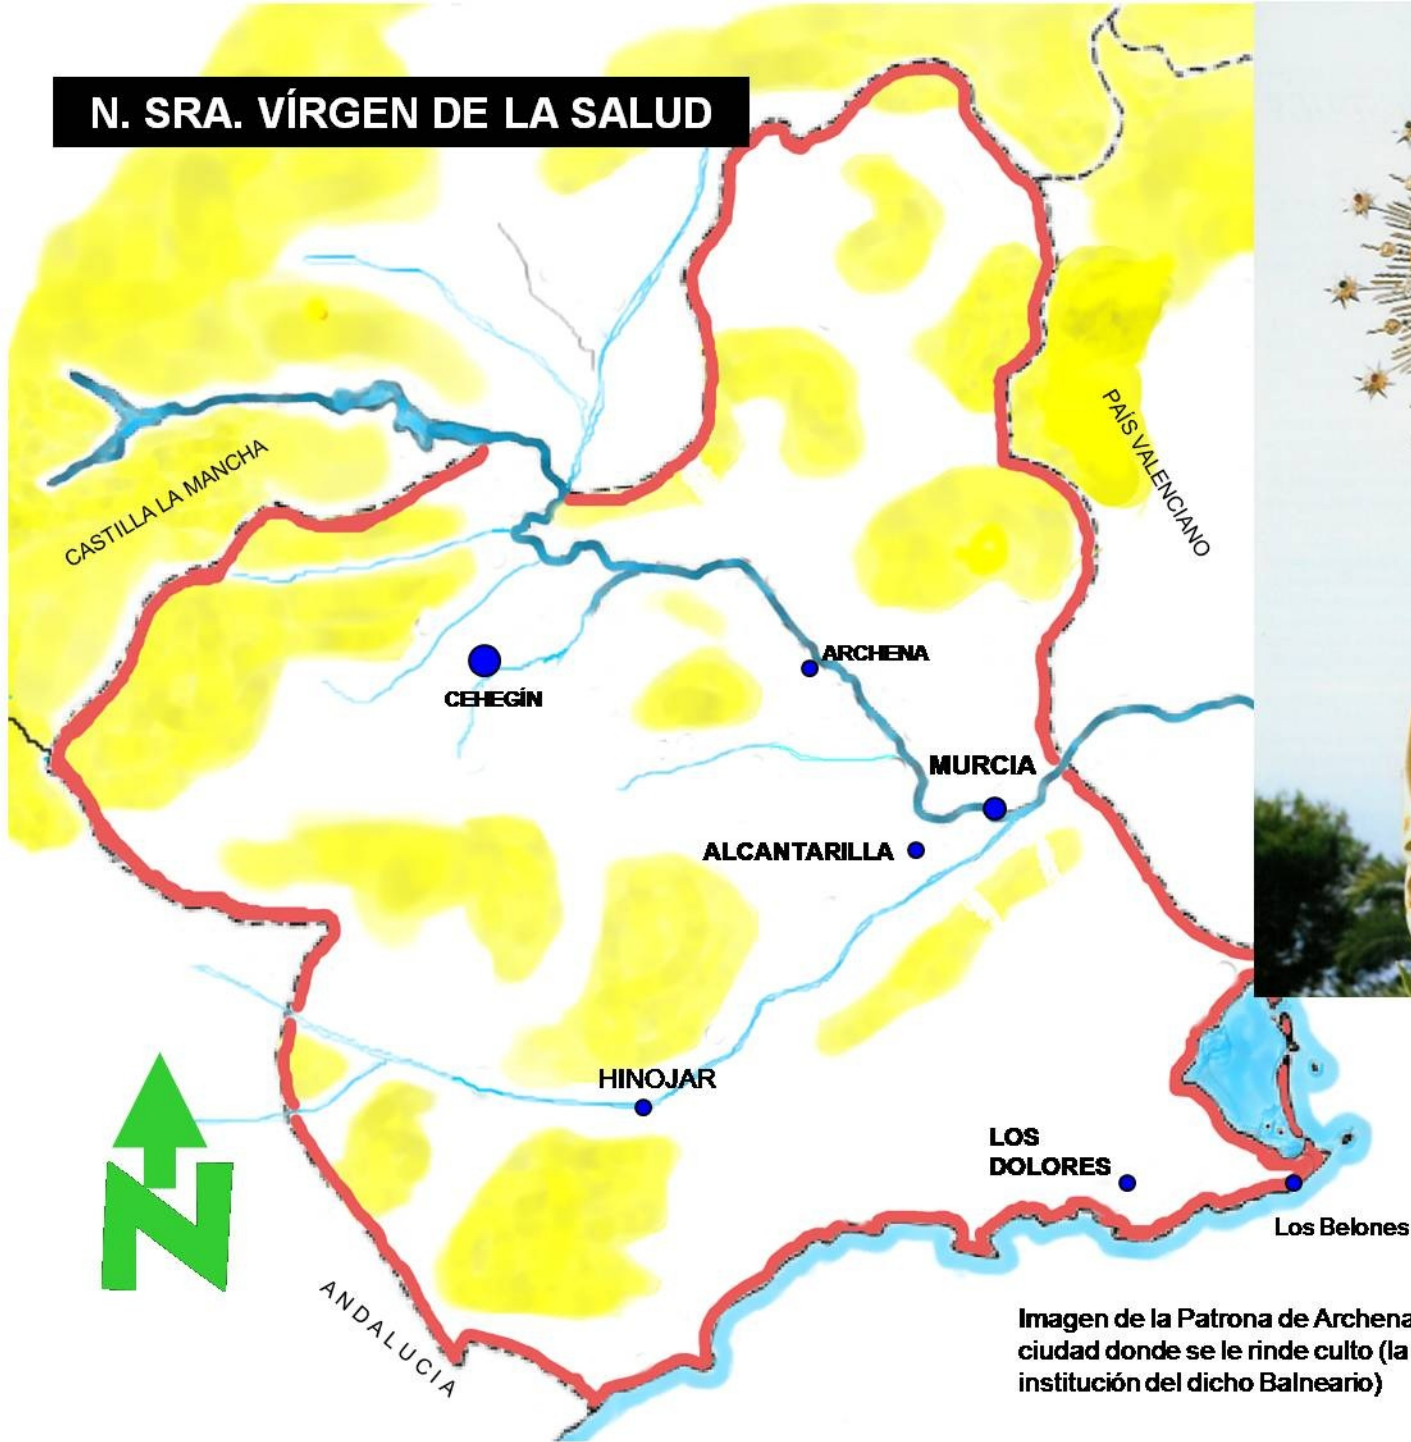 N. SRA. VÍRGEN DE LA SALUD
CASTILLA LA MANCHA
PAÍS VALENCIANO
ARCHENA
CEHEGÍN
MURCIA
ALCANTARILLA
HINOJAR
LOS
DOLORES
Los Belones
ANDALUCIA
N
Imagen de la Patrona de Archena
ciudad donde se le rinde culto (la
institución del dicho Balneario)